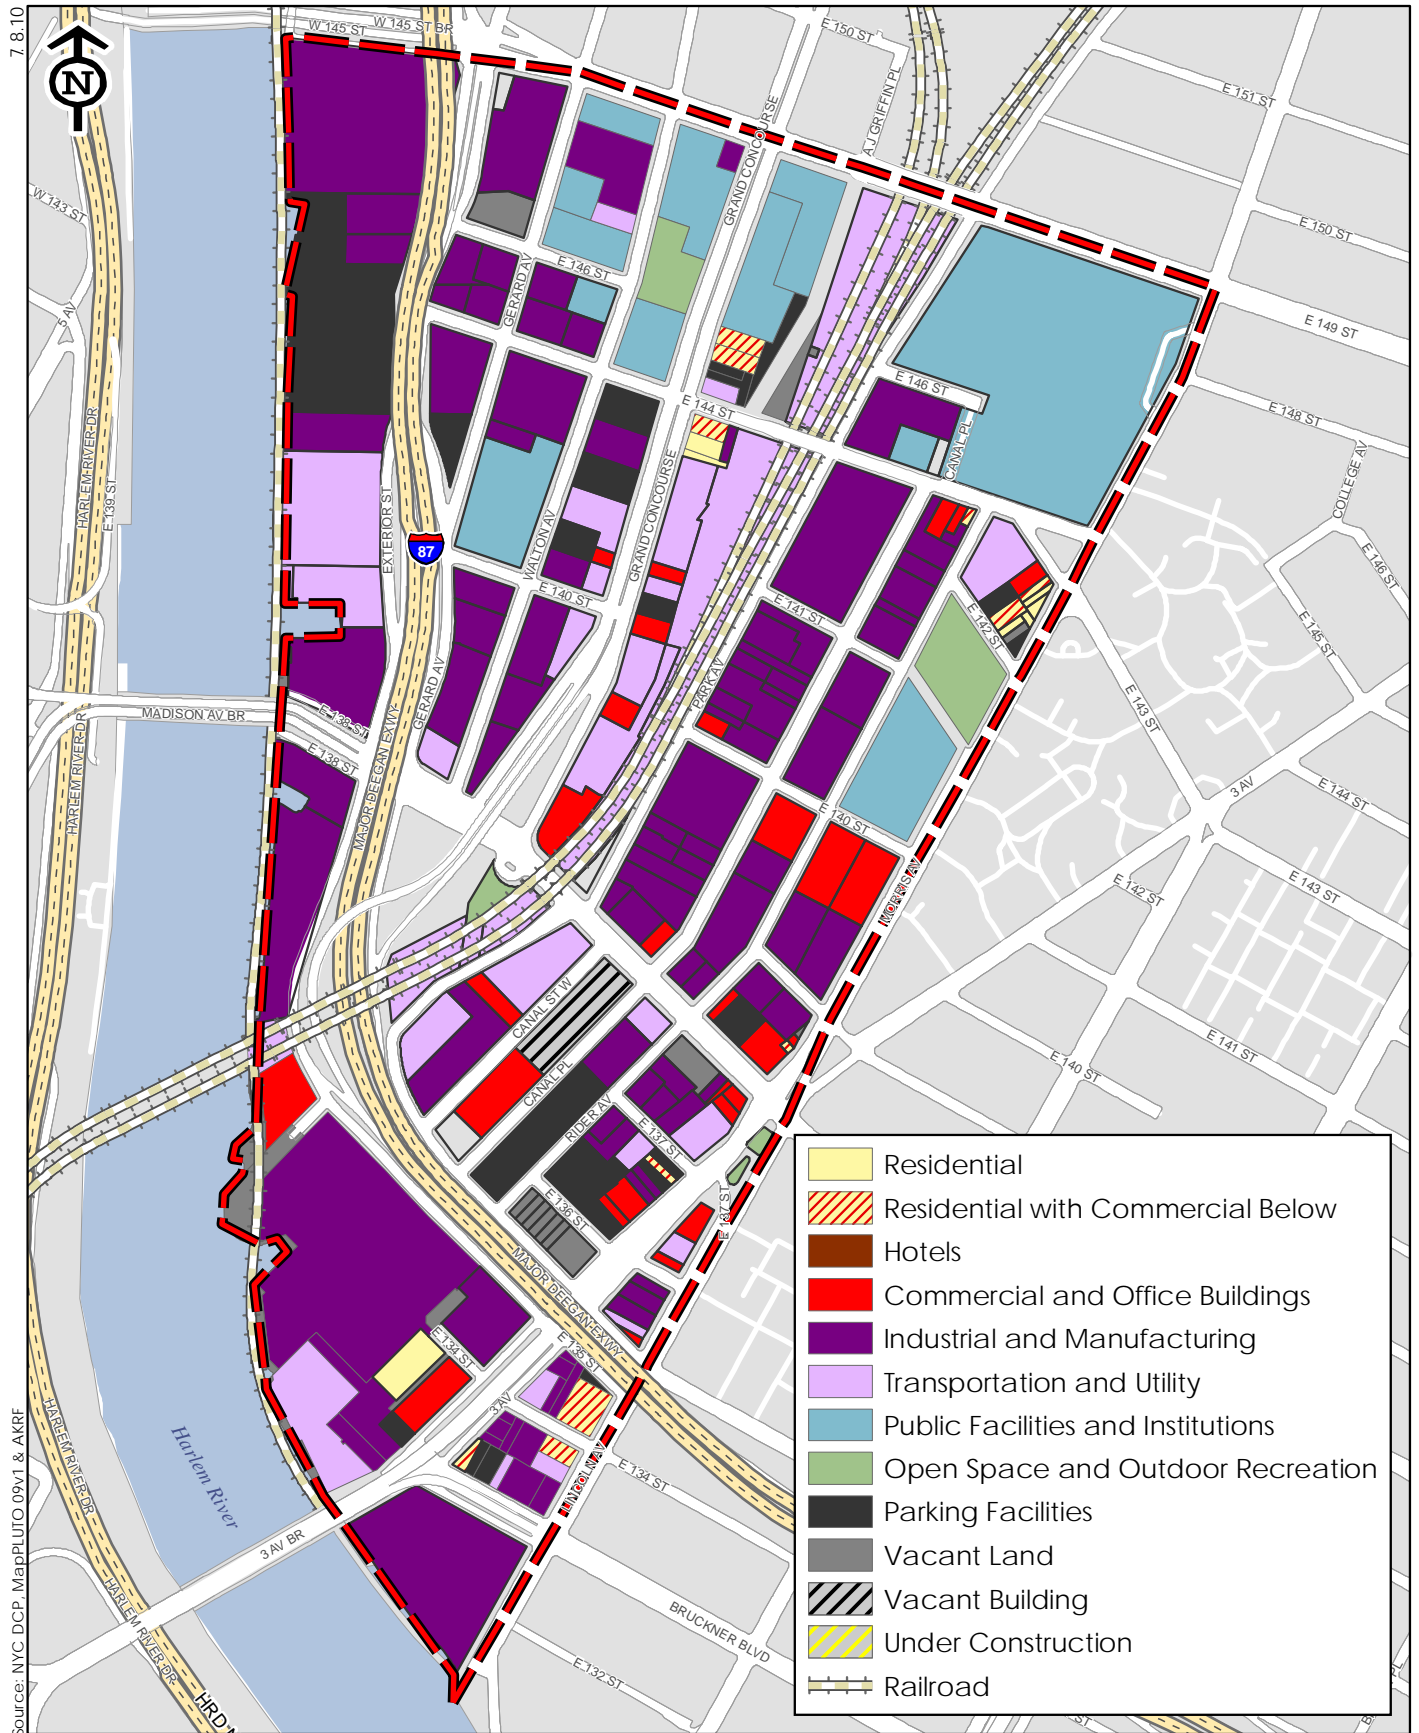 7.8.10
N
W 145 ST
W 145 ST BR
E 150 ST
E 151 ST
A J GRIFFIN PL
GRAND CONCOURSE
W 143 ST
E 150 ST
5 AV
E 146 ST
GERARD AV
E 149 ST
E 146 ST
E 148 ST
E 144 ST
HARLEM RIVER DR
E 139 ST
CANAL PL
COLLEGE AV
EXTERIOR ST
87
WALTON AV
GRAND CONCOURSE
E 146 ST
E 140 ST
E 141 ST
E 142 ST
E 145 ST
PARK AV
GERARD AV
MADISON AV BR
E 138 ST
E 138 ST
E 143 ST
HARLEM RIVER DR
MAJOR DEEGAN EXWY
3 AV
E 144 ST
E 140 ST
MORRIS AV
E 142 ST
E 143 ST
CANAL ST W
CANAL PL
E 141 ST
E 140 ST
RIDER AV
E 137 ST
E 136 ST
E 137 ST
MAJOR DEEGAN EXWY
E 134 ST
E 135 ST
3 AV
HARLEM RIVER DR
Harlem River
LINCOLN AV
E 134 ST
3 AV BR
HARLEM RIVER DR
BRUCKNER BLVD
E 132 ST
HRD
Residential
Residential with Commercial Below
Hotels
Commercial and Office Buildings
Industrial and Manufacturing
Transportation and Utility
Public Facilities and Institutions
Open Space and Outdoor Recreation
Parking Facilities
Vacant Land
Vacant Building
Under Construction
Railroad
ST
PL
Source: NYC DCP, MapPLUTO 09v1 & AKRF